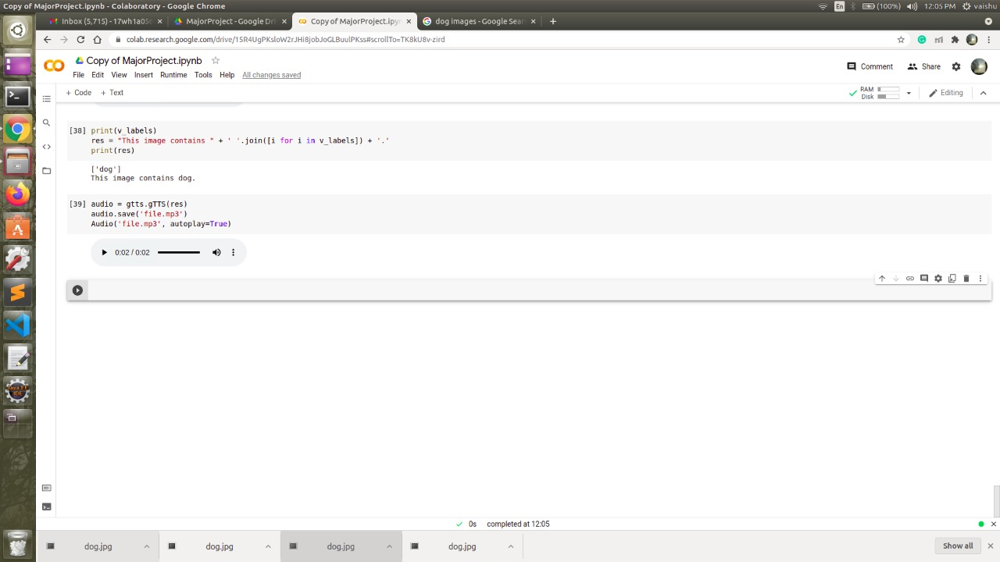 Copy of MajorProject.ipynb - Colaboratory - Google Chrome
En
(100%)
12:05 PM
vaishu
Inbox (5,715) - 17wh1a05
MajorProject - Google Dri
Copy of MajorProject.ipyn
dog images - Google Sear
colab.research.google.com/drive/15R4UgPKsloW2rJHi8jobJoGLBuulPKss#scrollTo=TK8kU8v-zird
Copy of MajorProject.ipynb
File Edit View Insert Runtime Tools Help All changes saved
Comment
Share
+ Code + Text
RAM
Disk
Editing
[38] print(v_labels)
res = "This image contains " + ' '.join([i for i in v_labels]) + '.'
print(res)
['dog']
This image contains dog.
[39] audio = gtts.gTTS(res)
audio.save('file.mp3')
Audio('file.mp3', autoplay=True)
0:02 / 0:02
Java EE
IDE
0s completed at 12:05
dog.jpg dog.jpg dog.jpg dog.jpg
Show all